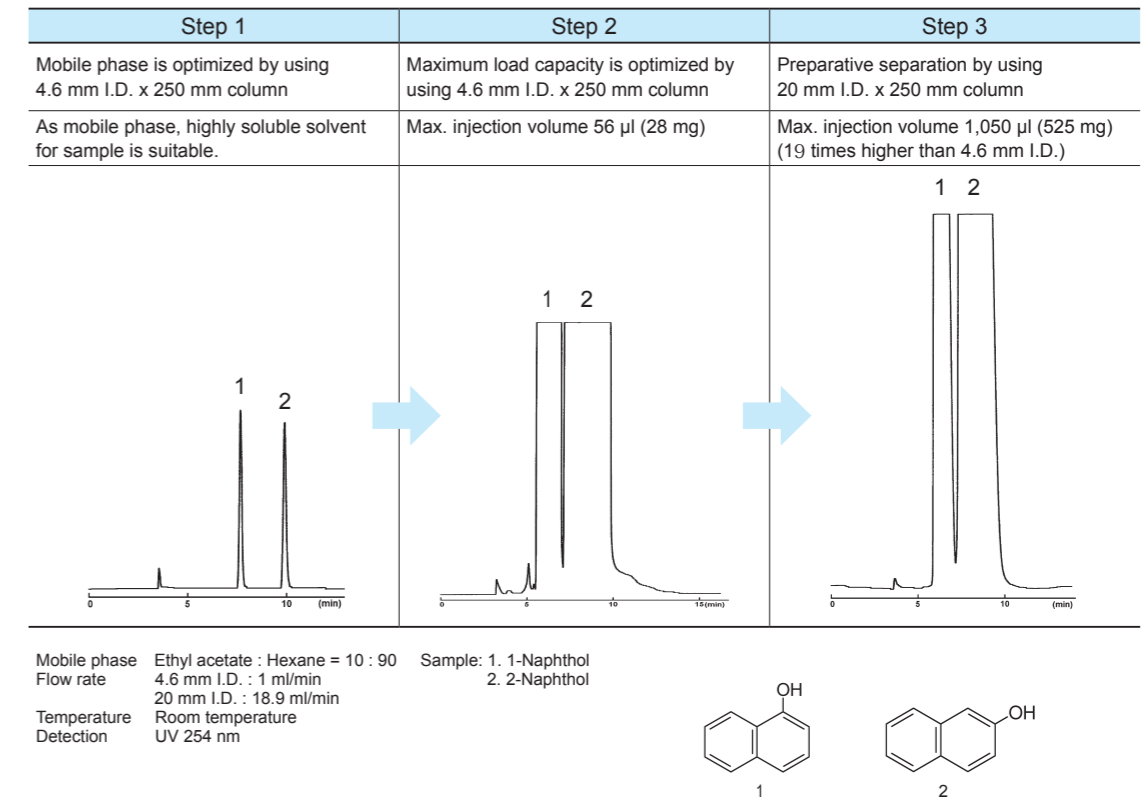 Step 1
Step 2
Step 3
Mobile phase is optimized by using
4.6 mm I.D. x 250 mm column
Maximum load capacity is optimized by
using 4.6 mm I.D. x 250 mm column
Preparative separation by using
20 mm I.D. x 250 mm column
As mobile phase, highly soluble solvent
for sample is suitable.
Max. injection volume 56 µl (28 mg)
Max. injection volume 1,050 µl (525 mg)
(19 times higher than 4.6 mm I.D.)
1
2
0
5
10
(min)
1
2
0
5
10
15(min)
1
2
0
5
10
(min)
Mobile phase Ethyl acetate : Hexane = 10 : 90
Flow rate 4.6 mm I.D. : 1 ml/min
20 mm I.D. : 18.9 ml/min
Temperature Room temperature
Detection UV 254 nm
Sample: 1. 1-Naphthol
2. 2-Naphthol
OH
1
OH
2